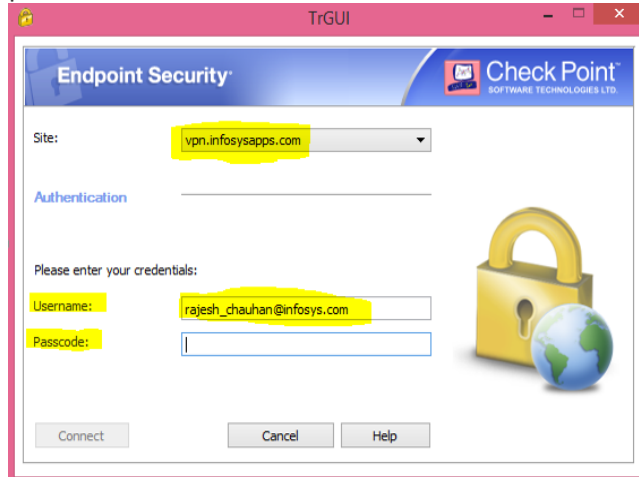 TrGUI
Endpoint Security
Check Point™
SOFTWARE TECHNOLOGIES LTD.
Site:
vpn.infosysapps.com
Authentication
Please enter your credentials:
Username:
rajesh_chauhan@infosys.com
Passcode:
Connect
Cancel
Help